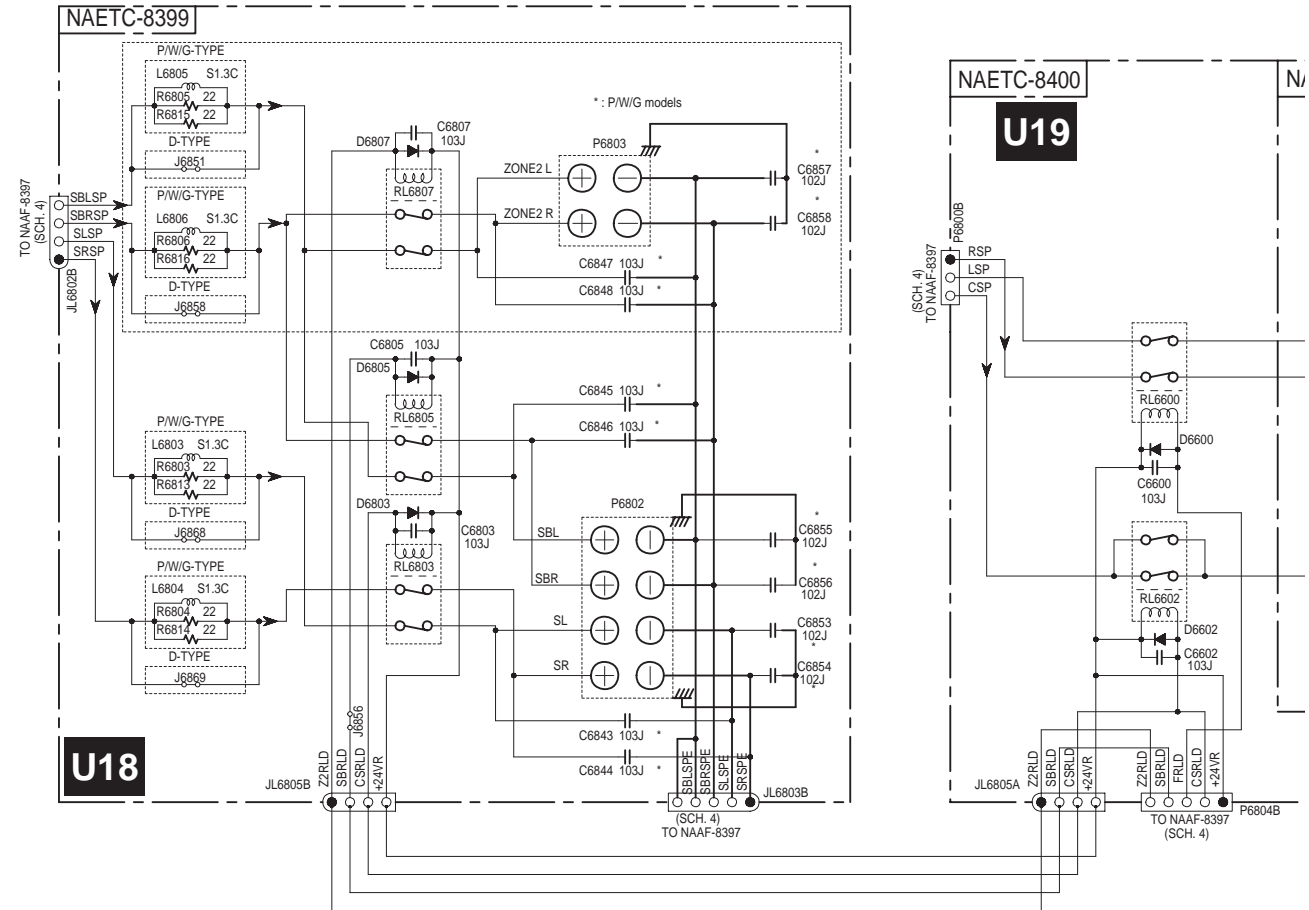 NAETC-8399
P/W/G-TYPE
L6805 S1.3C
R6805 22
R6815 22
D-TYPE
J6851
P/W/G-TYPE
L6806 S1.3C
R6806 22
R6816 22
D-TYPE
J6858
TO NAAF-8397
(SCH. 4)
SBLSP
SBRSP
SLSP
SRSP
JL6802B
P/W/G-TYPE
L6803 S1.3C
R6803 22
R6813 22
D-TYPE
J6868
P/W/G-TYPE
L6804 S1.3C
R6804 22
R6814 22
D-TYPE
J6869
U18
* : P/W/G models
C6807
103J
D6807
RL6807
P6803
ZONE2 L
ZONE2 R
*
C6857
102J
*
C6858
102J
C6847 103J *
C6848 103J *
C6805 103J
D6805
RL6805
C6845 103J *
C6846 103J *
D6803
C6803
103J
RL6803
P6802
SBL
SBR
SL
SR
*
C6855
102J
*
C6856
102J
C6853
102J
*
C6854
102J
*
C6843 103J *
C6844 103J *
J6856
JL6805B
Z2RLD
SBRLD
CSRLD
+24VR
SBLSPE
SBRSPE
SLSPE
SRSPE
JL6803B
(SCH. 4)
TO NAAF-8397
NAETC-8400
NA
U19
P6800B
(SCH. 4)
TO NAAF-8397
RSP
LSP
CSP
RL6600
D6600
C6600
103J
RL6602
D6602
C6602
103J
JL6805A
Z2RLD
SBRLD
CSRLD
+24VR
Z2RLD
SBRLD
FRLD
CSRLD
+24VR
P6804B
TO NAAF-8397
(SCH. 4)